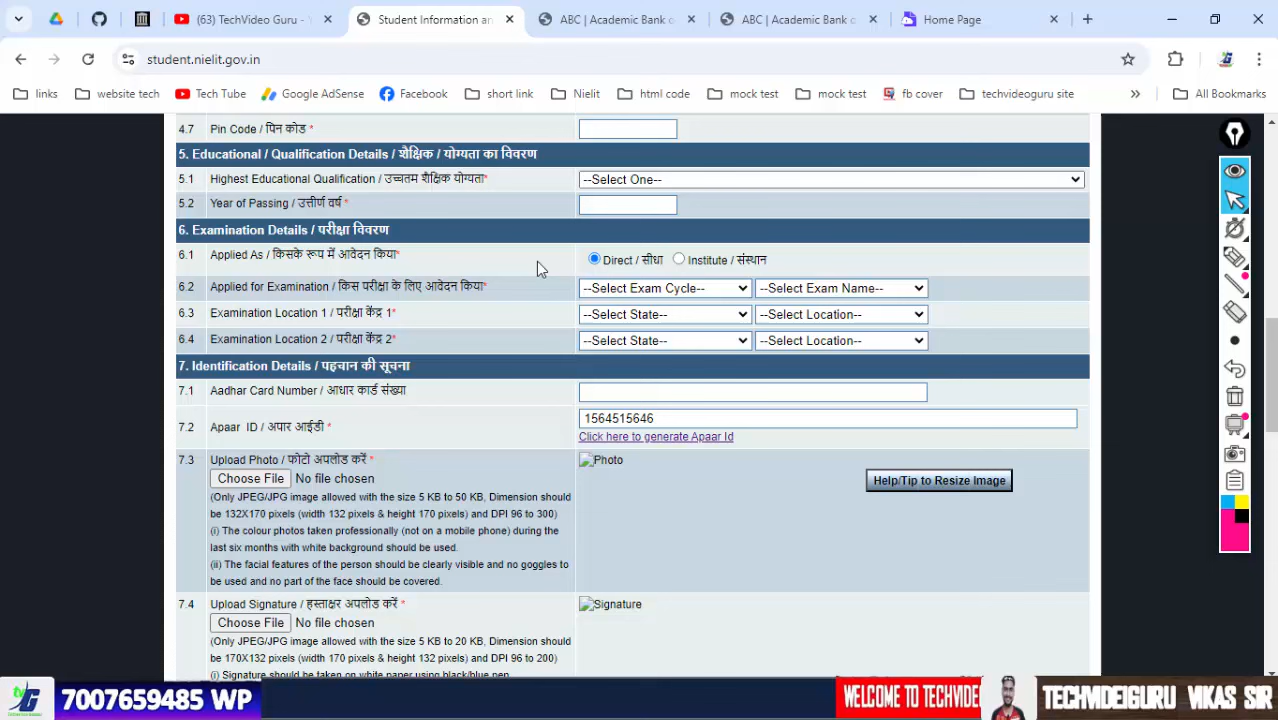 (63) TechVideo Guru - Y
Student Information an
ABC | Academic Bank o
ABC | Academic Bank o
Home Page
student.nielit.gov.in
links
website tech
Tech Tube
Google AdSense
Facebook
short link
Nielit
html code
mock test
mock test
fb cover
techvideoguru site
All Bookmarks
4.7 Pin Code / पिन कोड *
5. Educational / Qualification Details / शैक्षिक / योग्यता का विवरण
5.1 Highest Educational Qualification / उच्चतम शैक्षिक योग्यता* --Select One--
5.2 Year of Passing / उत्तीर्ण वर्ष *
6. Examination Details / परीक्षा विवरण
6.1 Applied As / किसके रूप में आवेदन किया* Direct / सीधा Institute / संस्थान
6.2 Applied for Examination / किस परीक्षा के लिए आवेदन किया* --Select Exam Cycle-- --Select Exam Name--
6.3 Examination Location 1 / परीक्षा केंद्र 1* --Select State-- --Select Location--
6.4 Examination Location 2 / परीक्षा केंद्र 2* --Select State-- --Select Location--
7. Identification Details / पहचान की सूचना
7.1 Aadhar Card Number / आधार कार्ड संख्या
7.2 Apaar ID / अपार आईडी * 1564515646
Click here to generate Apaar Id
7.3 Upload Photo / फोटो अपलोड करें * Photo
Choose File No file chosen Help/Tip to Resize Image
(Only JPEG/JPG image allowed with the size 5 KB to 50 KB, Dimension should
be 132X170 pixels (width 132 pixels & height 170 pixels) and DPI 96 to 300)
(i) The colour photos taken professionally (not on a mobile phone) during the
last six months with white background should be used.
(ii) The facial features of the person should be clearly visible and no goggles to
be used and no part of the face should be covered.
7.4 Upload Signature / हस्ताक्षर अपलोड करें * Signature
Choose File No file chosen
(Only JPEG/JPG image allowed with the size 5 KB to 20 KB, Dimension should
be 170X132 pixels (width 170 pixels & height 132 pixels) and DPI 96 to 200)
(i) Signature should be taken on white paper using black/blue pen
7007659485 WP
WELCOME TO TECHVIDE
TECHVIDEIGURU VIKAS SIR